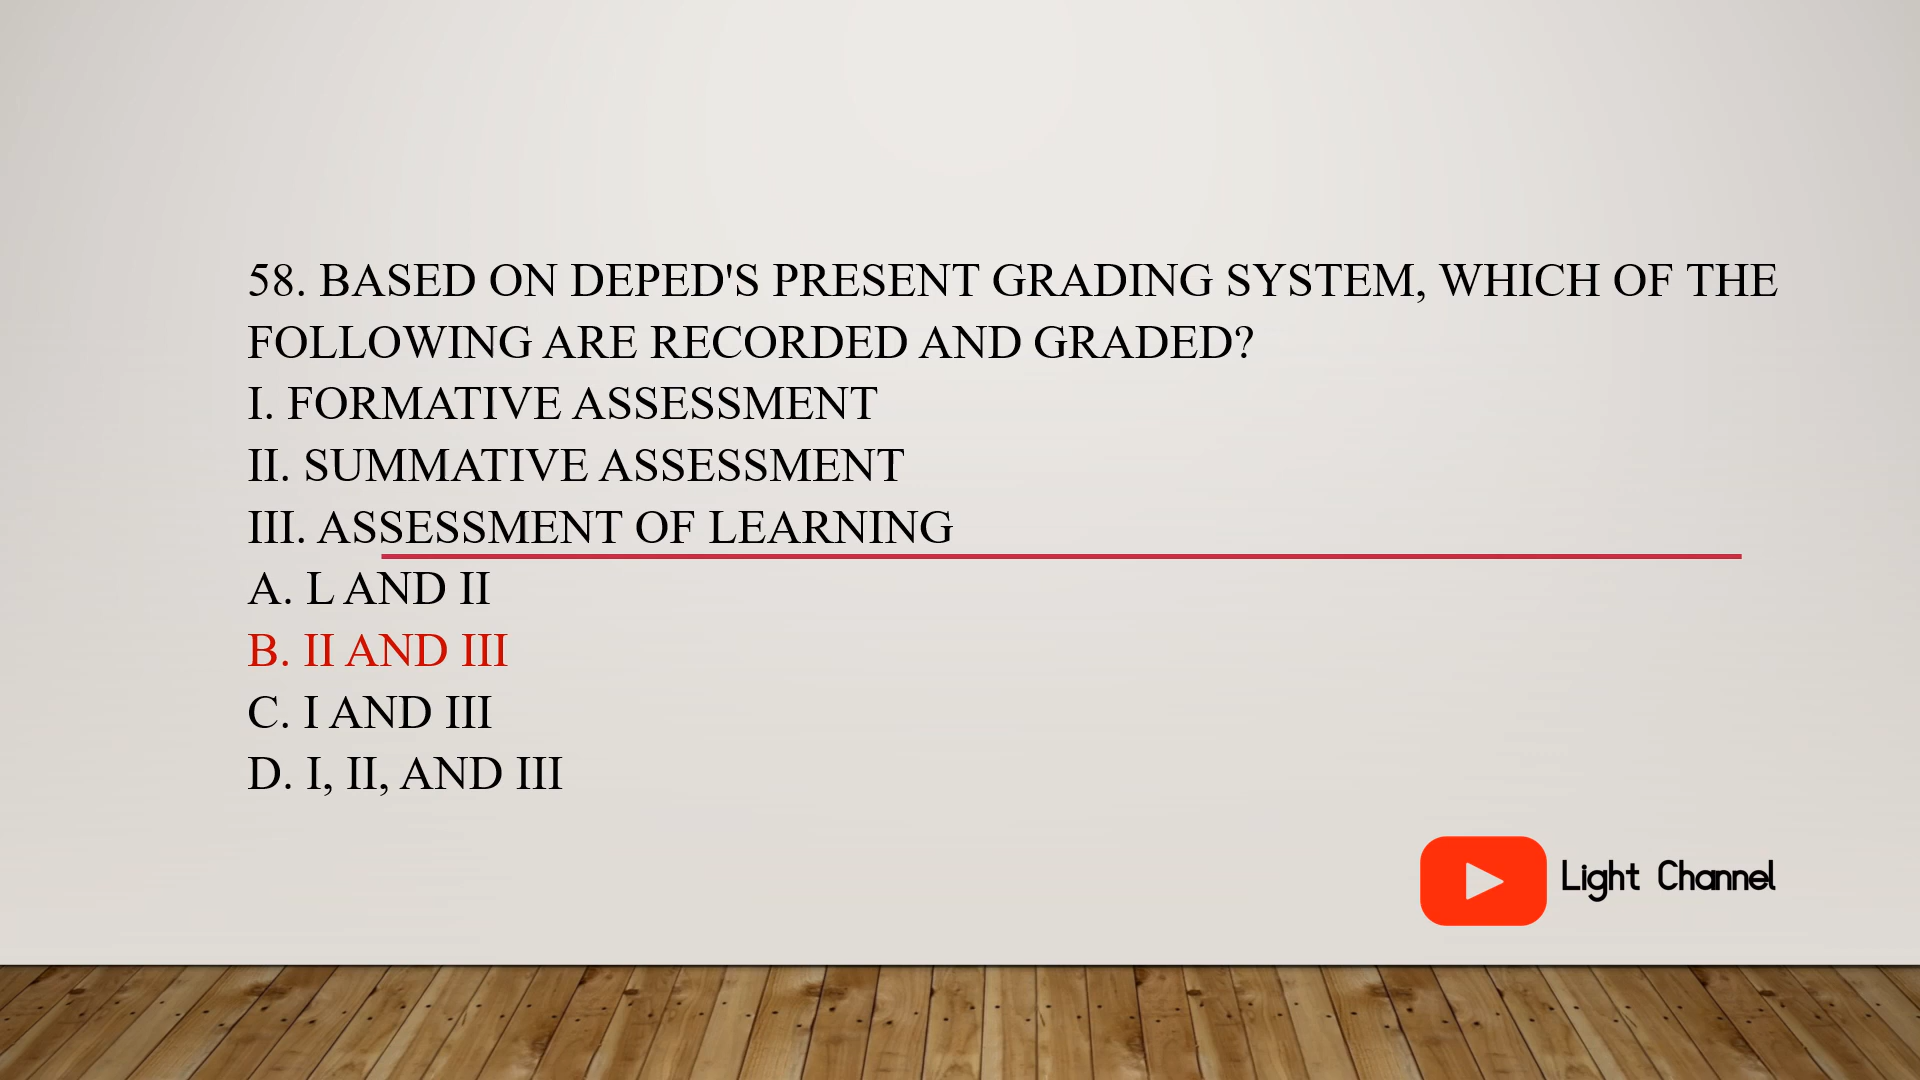 58. BASED ON DEPED'S PRESENT GRADING SYSTEM, WHICH OF THE
FOLLOWING ARE RECORDED AND GRADED?
I. FORMATIVE ASSESSMENT
II. SUMMATIVE ASSESSMENT
III. ASSESSMENT OF LEARNING
A. L AND II
B. II AND III
C. I AND III
D. I, II, AND III
Light Channel